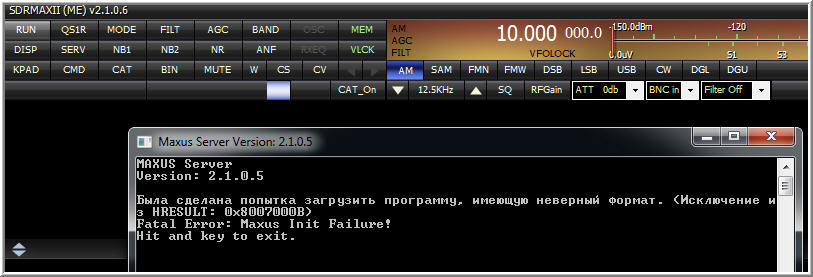 SDRMAXII (ME) v2.1.0.6
RUN QS1R MODE FILT AGC BAND OSC MEM
DISP SERV NB1 NB2 NR ANF RXEQ VLCK
KPAD CMD CAT BIN MUTE W CS CV
CAT_On
AM
AGC
FILT
10.000 000.0
VFOLOCK
-150.0dBm -120
0.0uV S1 S3
AM SAM FMN FMW DSB LSB USB CW DGL DGU
12.5KHz SQ RFGain ATT 0db BNC in Filter Off
Maxus Server Version: 2.1.0.5
MAXUS Server
Version: 2.1.0.5
Была сделана попытка загрузить программу, имеющую неверный формат. (Исключение и
з HRESULT: 0x8007000B)
Fatal Error: Maxus Init Failure!
Hit and key to exit.